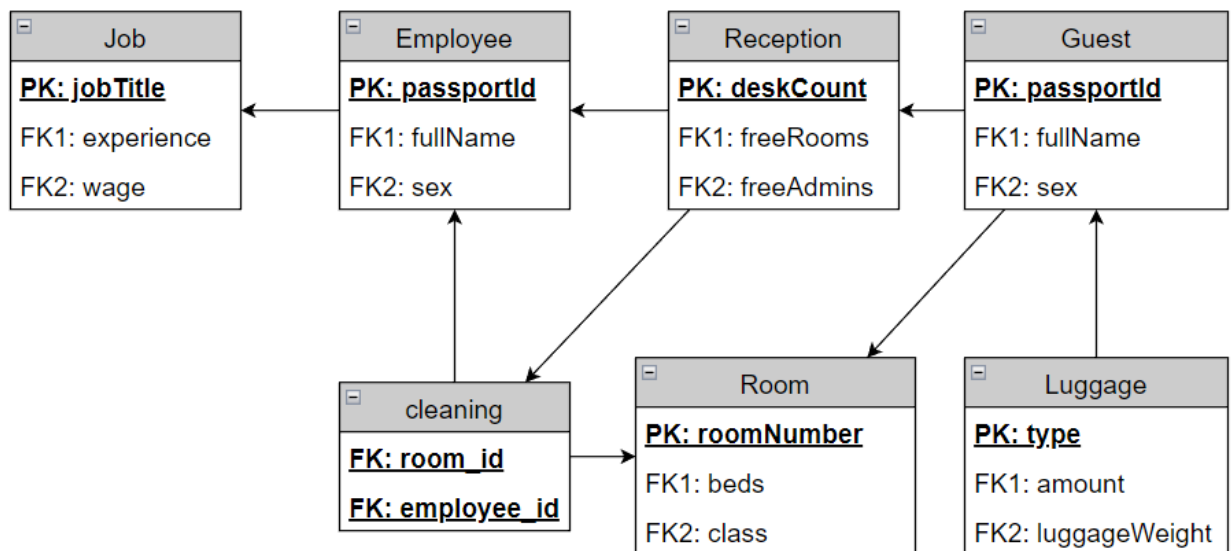 Job
PK: jobTitle
FK1: experience
FK2: wage
Employee
PK: passportId
FK1: fullName
FK2: sex
Reception
PK: deskCount
FK1: freeRooms
FK2: freeAdmins
Guest
PK: passportId
FK1: fullName
FK2: sex
cleaning
FK: room_id
FK: employee_id
Room
PK: roomNumber
FK1: beds
FK2: class
Luggage
PK: type
FK1: amount
FK2: luggageWeight